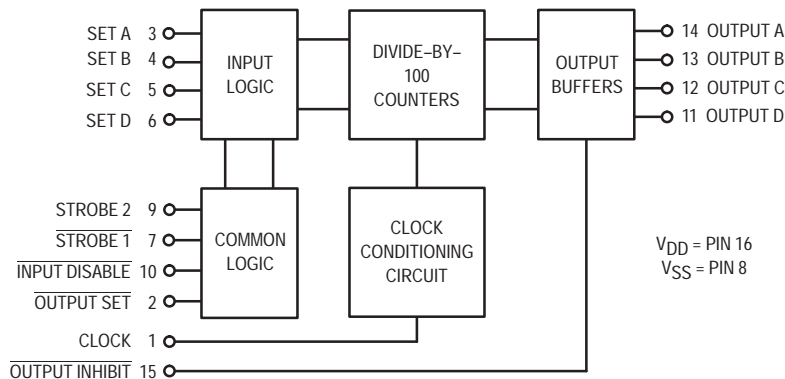 SET A 3
SET B 4
SET C 5
SET D 6
INPUT
LOGIC
DIVIDE–BY–
100
COUNTERS
OUTPUT
BUFFERS
14 OUTPUT A
13 OUTPUT B
12 OUTPUT C
11 OUTPUT D
STROBE 2 9
STROBE 1 7
INPUT DISABLE 10
OUTPUT SET 2
COMMON
LOGIC
CLOCK
CONDITIONING
CIRCUIT
VDD = PIN 16
VSS = PIN 8
CLOCK 1
OUTPUT INHIBIT 15